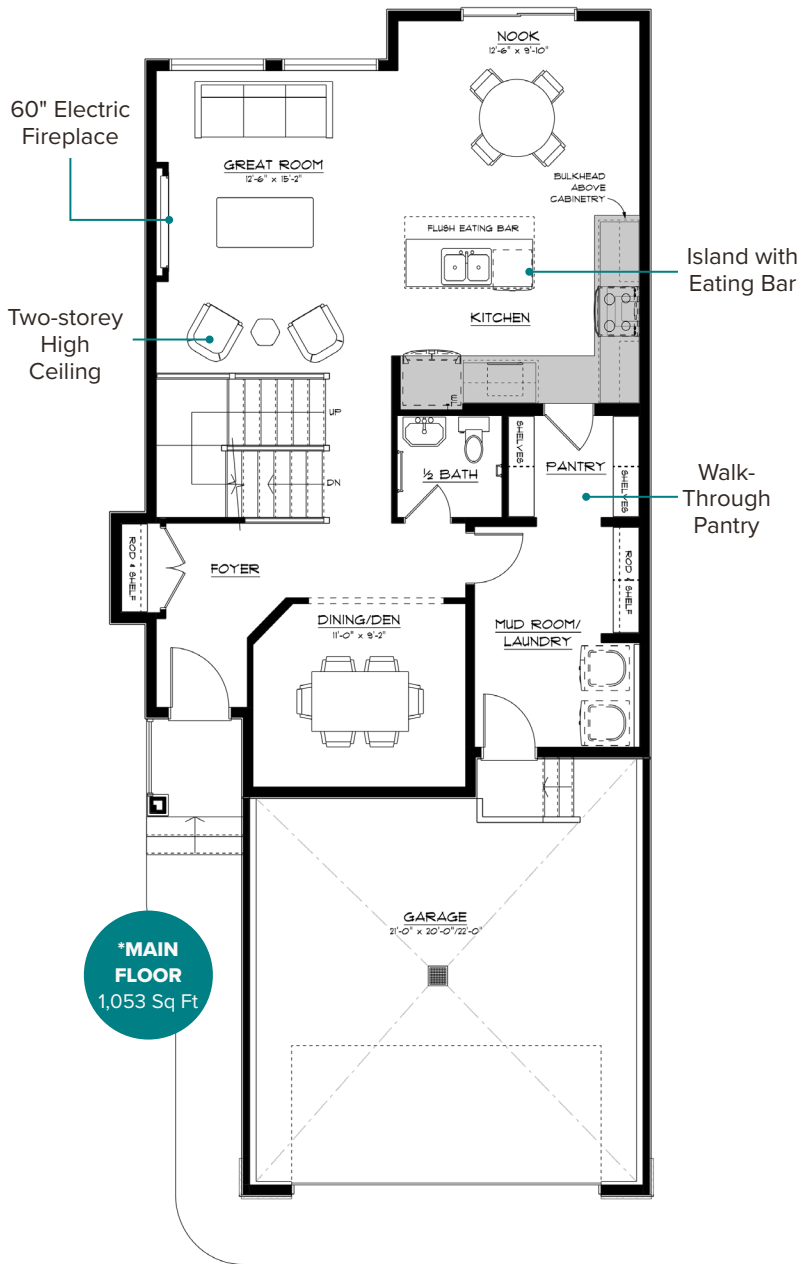 NOOK
12'-6" x 9'-10"
60" Electric
Fireplace
GREAT ROOM
12'-6" x 15'-2"
BULKHEAD
ABOVE
CABINETRY
FLUSH EATING BAR
Island with
Eating Bar
KITCHEN
Two-storey
High
Ceiling
UP
DN
1/2 BATH
SHELVES
PANTRY
SHELVES
Walk-
Through
Pantry
ROD & SHELF
FOYER
ROD & SHELF
DINING/DEN
11'-0" x 9'-2"
MUD ROOM/
LAUNDRY
GARAGE
21'-0" x 20'-0"/22'-0"
*MAIN
FLOOR
1,053 Sq Ft